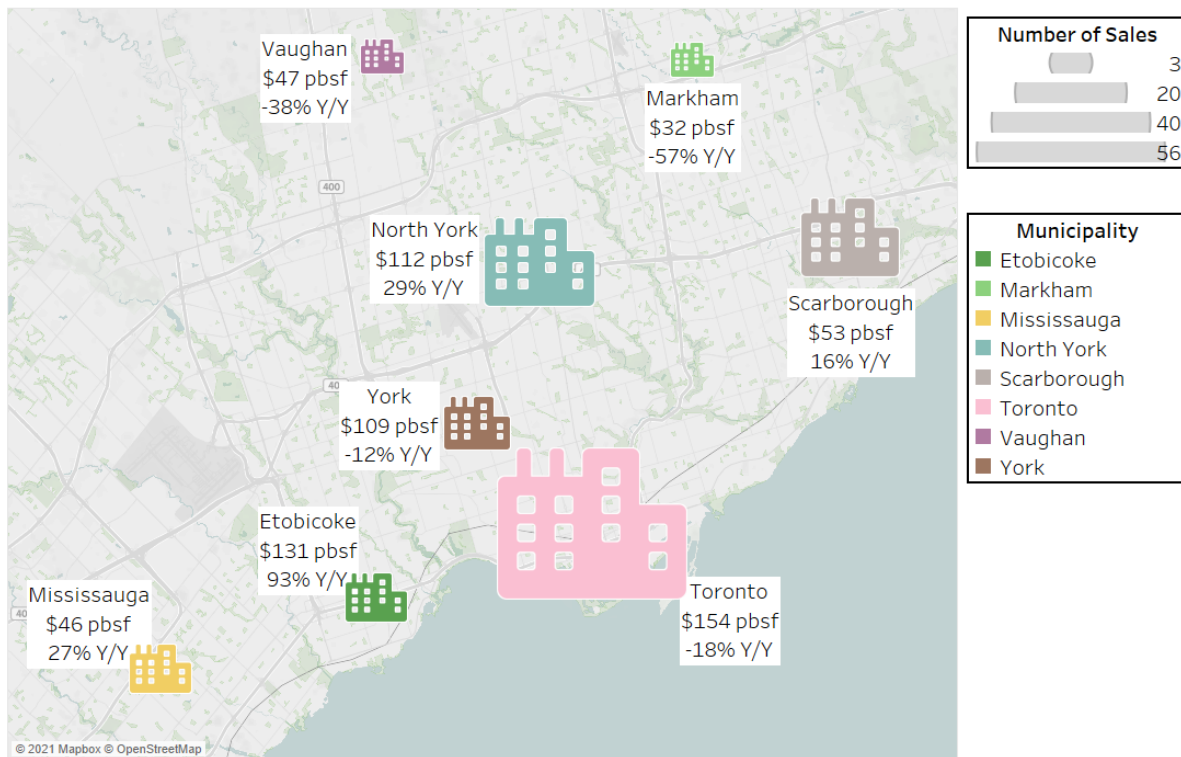 Vaughan
$47 pbsf
-38% Y/Y
Markham
$32 pbsf
-57% Y/Y
400
North York
$112 pbsf
29% Y/Y
Scarborough
$53 pbsf
16% Y/Y
York
$109 pbsf
-12% Y/Y
Etobicoke
$131 pbsf
93% Y/Y
Mississauga
$46 pbsf
27% Y/Y
Toronto
$154 pbsf
-18% Y/Y
© 2021 Mapbox © OpenStreetMap
Number of Sales
3
20
40
56
Municipality
Etobicoke
Markham
Mississauga
North York
Scarborough
Toronto
Vaughan
York